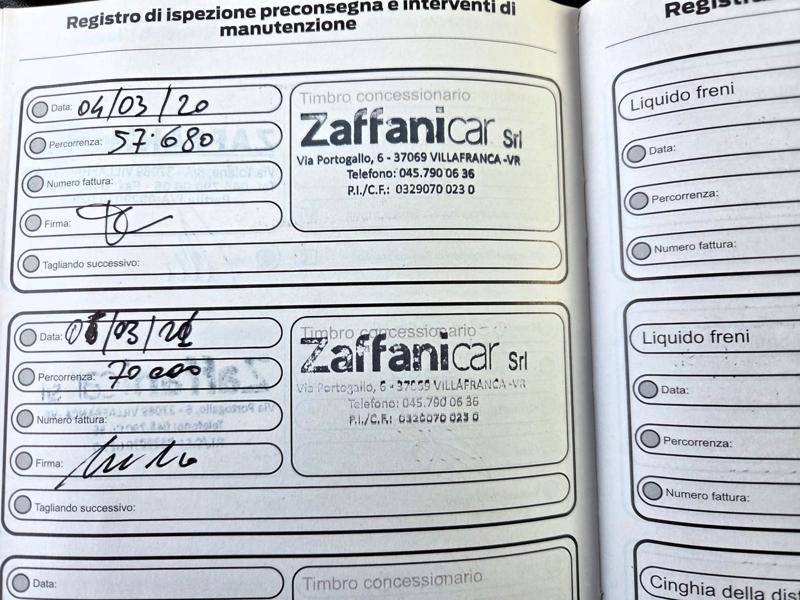 Registro di ispezione preconsegna e interventi di
manutenzione
Data: 04/03/20
Percorrenza: 57.680
Numero fattura:
Firma:
Tagliando successivo:
Timbro concessionario
Zaffanicar Srl
Via Portogallo, 6 - 37069 VILLAFRANCA -VR
Telefono: 045.790 06 36
P.I./C.F.: 0329070 023 0
Data: /03/
Percorrenza: 70 000
Numero fattura:
Firma:
Tagliando successivo:
Timbro concessionario
Zaffanicar Srl
Via Portogallo, 6 - 37069 VILLAFRANCA -VR
Telefono: 045.790 06 36
P.I./C.F.: 0329070 023 0
Data:
Timbro concessionario
Liquido freni
Data:
Percorrenza:
Numero fattura:
Liquido freni
Data:
Percorrenza:
Numero fattura:
Cinghia della